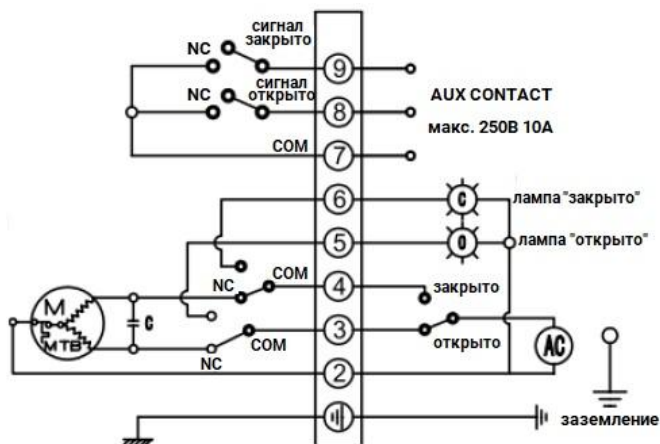 сигнал
закрыто
NC
9
сигнал
открыто
NC
8
AUX CONTACT
макс. 250В 10А
COM
7
6
C
лампа "закрыто"
5
O
лампа "открыто"
COM
NC
4
закрыто
M
C
MTB
3
COM
открыто
AC
NC
2
заземление